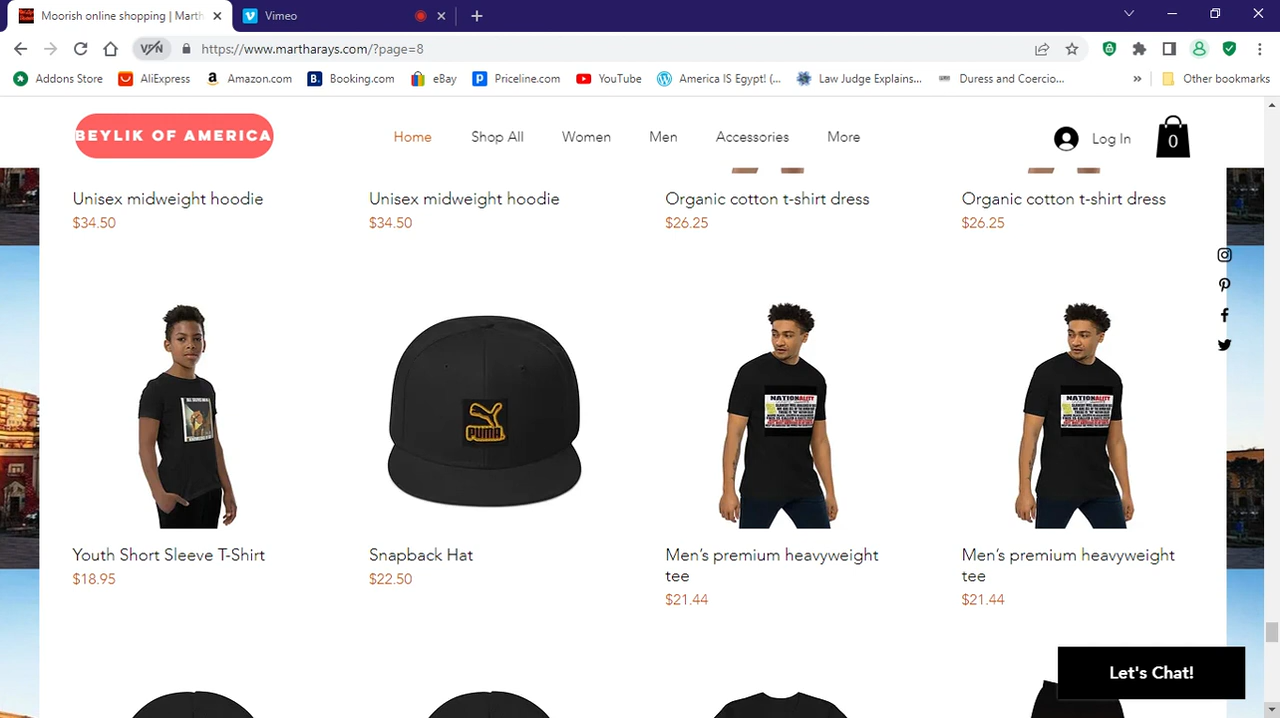 Moorish online shopping | Marth
Vimeo
VPN
https://www.martharays.com/?page=8
Addons Store
AliExpress
Amazon.com
Booking.com
eBay
Priceline.com
YouTube
America IS Egypt! (...
Law Judge Explains...
Duress and Coercio...
Other bookmarks
BEYLIK OF AMERICA
Home
Shop All
Women
Men
Accessories
More
Log In
0
Unisex midweight hoodie
$34.50
Unisex midweight hoodie
$34.50
Organic cotton t-shirt dress
$26.25
Organic cotton t-shirt dress
$26.25
PUMA
NATIONALITY
NATIONALITY
Youth Short Sleeve T-Shirt
$18.95
Snapback Hat
$22.50
Men’s premium heavyweight
tee
$21.44
Men’s premium heavyweight
tee
$21.44
Let's Chat!